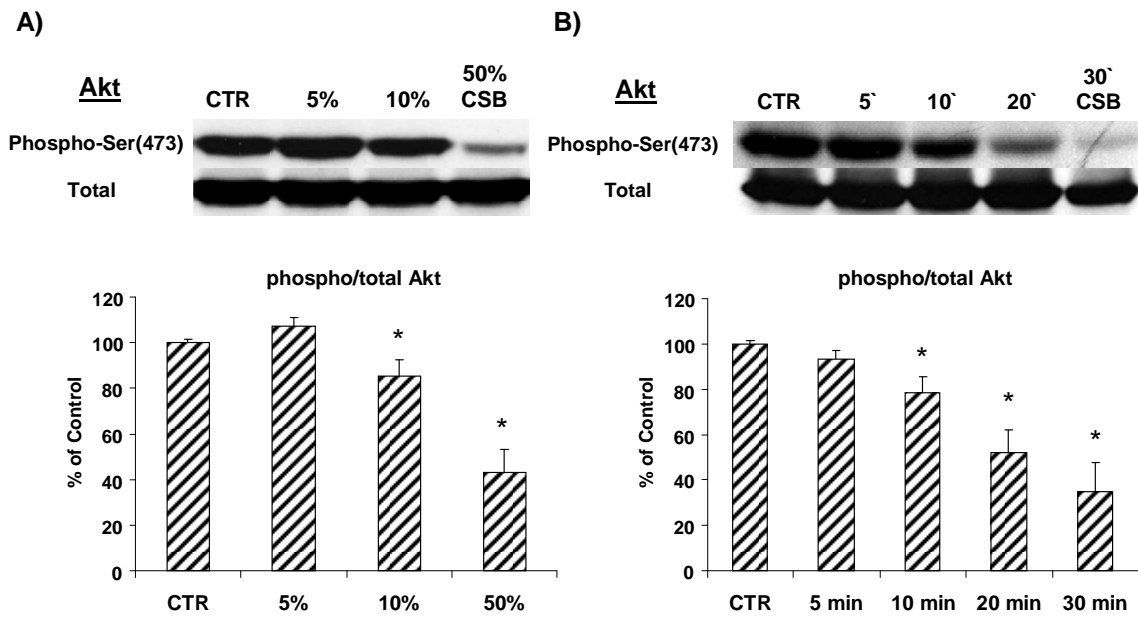 A)
50%
Akt CTR 5% 10% CSB
Phospho-Ser(473)
Total
phospho/total Akt
120
100
80
60
40
20
0
% of Control
*
*
CTR 5% 10% 50%
B)
30`
Akt CTR 5` 10` 20` CSB
Phospho-Ser(473)
Total
phospho/total Akt
120
100
80
60
40
20
0
% of Control
*
*
*
CTR 5 min 10 min 20 min 30 min